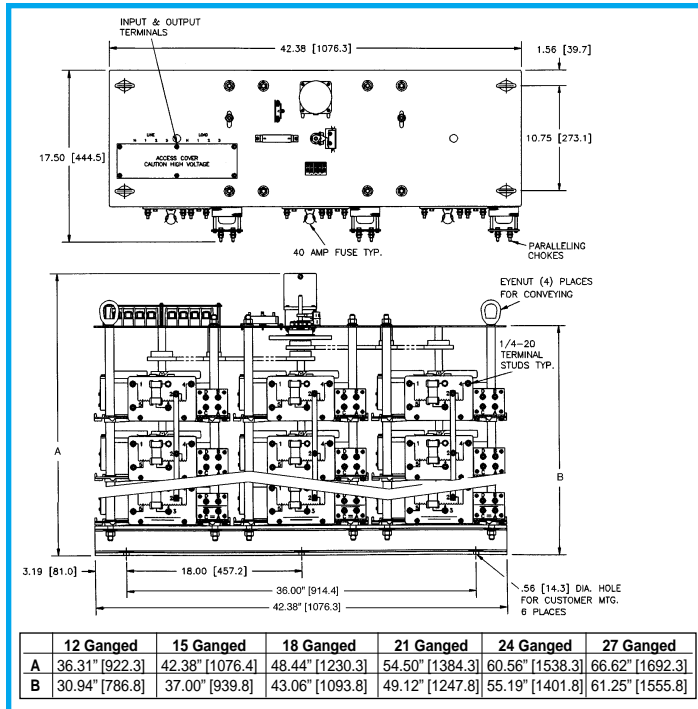 INPUT & OUTPUT
TERMINALS
42.38 [1076.3]
1.56 [39.7]
17.50 [444.5]
10.75 [273.1]
LINE
LOAD
ACCESS COVER
CAUTION HIGH VOLTAGE
40 AMP FUSE TYP.
PARALLELING
CHOKES
EYENUT (4) PLACES
FOR CONVEYING
1/4-20
TERMINAL
STUDS TYP.
A
B
3.19 [81.0]
18.00 [457.2]
36.00" [914.4]
42.38" [1076.3]
.56 [14.3] DIA. HOLE
FOR CUSTOMER MTG.
6 PLACES
12 Ganged 15 Ganged 18 Ganged 21 Ganged 24 Ganged 27 Ganged
A 36.31" [922.3] 42.38" [1076.4] 48.44" [1230.3] 54.50" [1384.3] 60.56" [1538.3] 66.62" [1692.3]
B 30.94" [786.8] 37.00" [939.8] 43.06" [1093.8] 49.12" [1247.8] 55.19" [1401.8] 61.25" [1555.8]